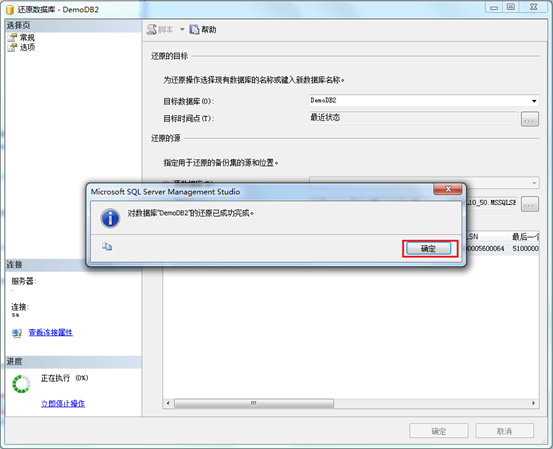 还原数据库 - DemoDB2
选择页
常规
选项
脚本
帮助
还原的目标
为还原操作选择现有数据库的名称或键入新数据库名称。
目标数据库(O):
DemoDB2
目标时间点(T):
最近状态
...
还原的源
指定用于还原的备份集的源和位置。
10_50.MSSQLSE
...
Microsoft SQL Server Management Studio
对数据库"DemoDB2"的还原已成功完成。
确定
LSN
最后一个
0005600064
5100000
连接
服务器:
.
连接:
sa
查看连接属性
进度
正在执行 (0%)
立即停止操作
确定
取消